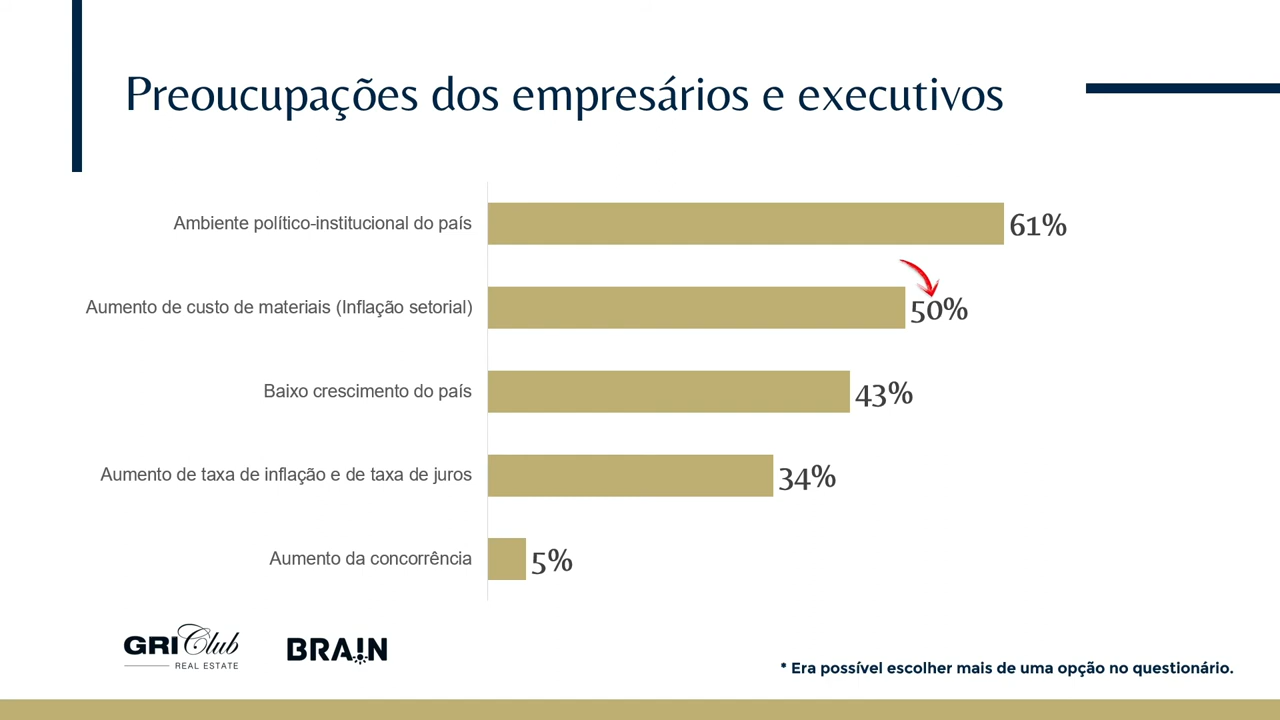 Preoucupações dos empresários e executivos
Ambiente político-institucional do país
61%
Aumento de custo de materiais (Inflação setorial)
50%
Baixo crescimento do país
43%
Aumento de taxa de inflação e de taxa de juros
34%
Aumento da concorrência
5%
GRI Club
REAL ESTATE
BRA!N
* Era possível escolher mais de uma opção no questionário.